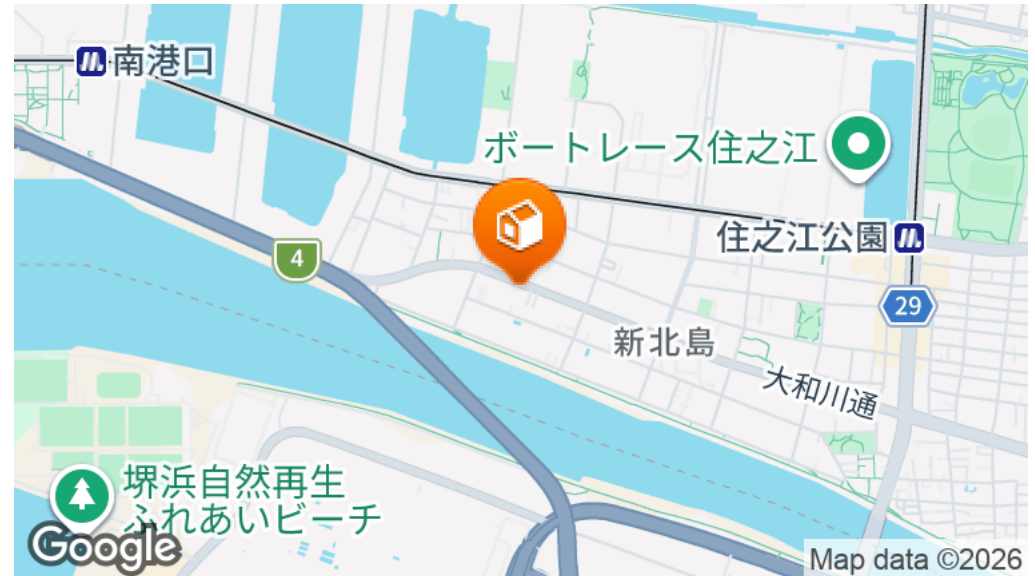 南港口
ボートレース住之江
住之江公園
4
29
新北島
大和川通
堺浜自然再生
ふれあいビーチ
Google
Map data ©2026